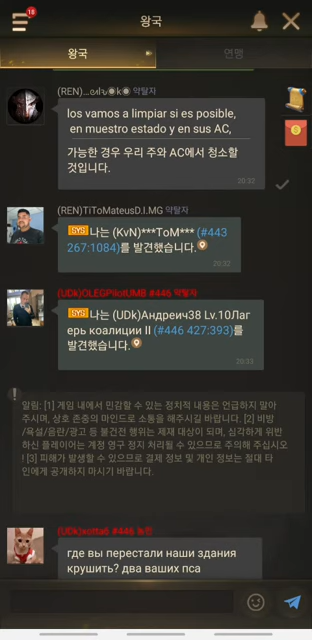 18
왕국
왕국
연맹
약탈자
los vamos a limpiar si es posible,
en muestro estado y en sus AC,
가능한 경우 우리 주와 AC에서 청소할
것입니다.
20:32
(REN)TiToMateusD.I.MG 약탈자
SYS 나는 (KvN)***ToM*** (#443
267:1084)를 발견했습니다.
20:32
(UDk)OLEGPilotUMB #446 약탈자
SYS 나는 (UDk)Андреич38 Lv.10Лаг
ерь коалиции II (#446 427:393)를
발견했습니다.
20:33
알림: [1] 게임 내에서 민감할 수 있는 정치적 내용은 언급하지 말아
주시며, 상호 존중의 마인드로 소통을 해주시길 바랍니다. [2] 비방
/욕설/음란/광고 등 불건전 행위는 제재 대상이 되며, 심각하게 위반
하신 플레이어는 계정 영구 정지 처리될 수 있으므로 주의해 주십시오
! [3] 피해가 발생할 수 있으므로 결제 정보 및 개인 정보는 절대 타
인에게 공개하지 마시기 바랍니다.
(UDk)xotta6 #446
где вы перестали наши здания
крушить? два ваших пса